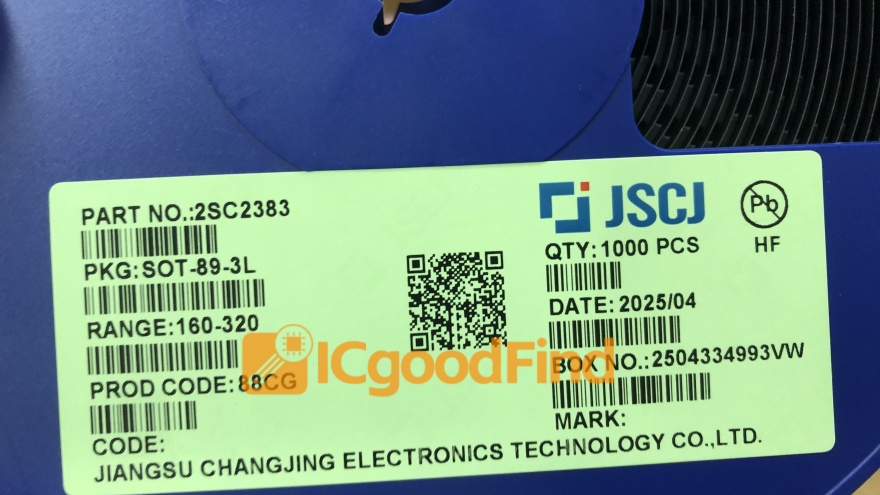 PART NO.:2SC2383
PKG:SOT-89-3L
RANGE:160-320
PROD CODE: 88CG
CODE:
JSCJ
Pb
HF
QTY:1000 PCS
DATE: 2025/04
BOX NO.:2504334993VW
MARK:
JIANGSU CHANGJING ELECTRONICS TECHNOLOGY CO.,LTD.
ICgoodFind